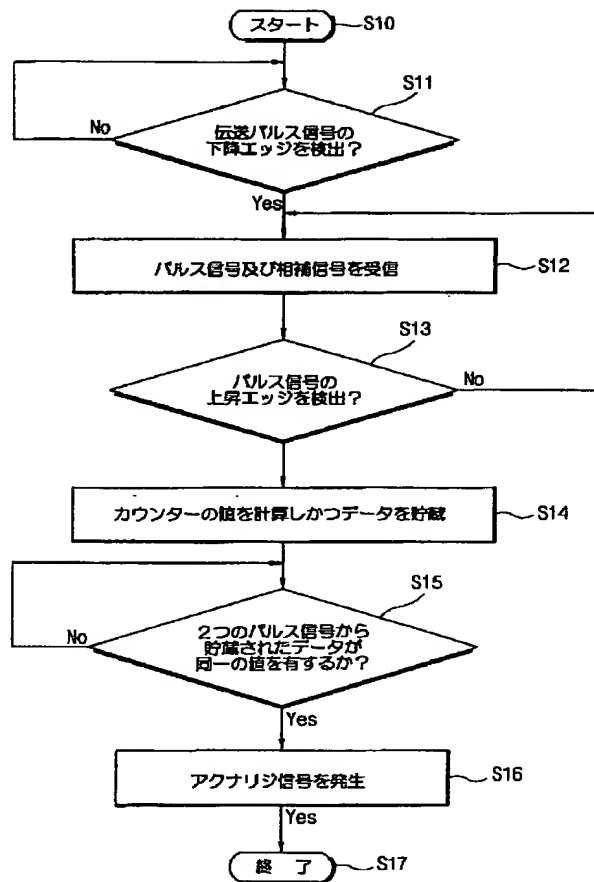 スタート
S10
S11
伝送パルス信号の
下降エッジを検出？
No
Yes
パルス信号及び相補信号を受信
S12
S13
パルス信号の
上昇エッジを検出？
No
カウンターの値を計算しかつデータを貯蔵
S14
S15
2つのパルス信号から
貯蔵されたデータが
同一の値を有するか？
No
Yes
アクナリジ信号を発生
S16
Yes
終 了
S17